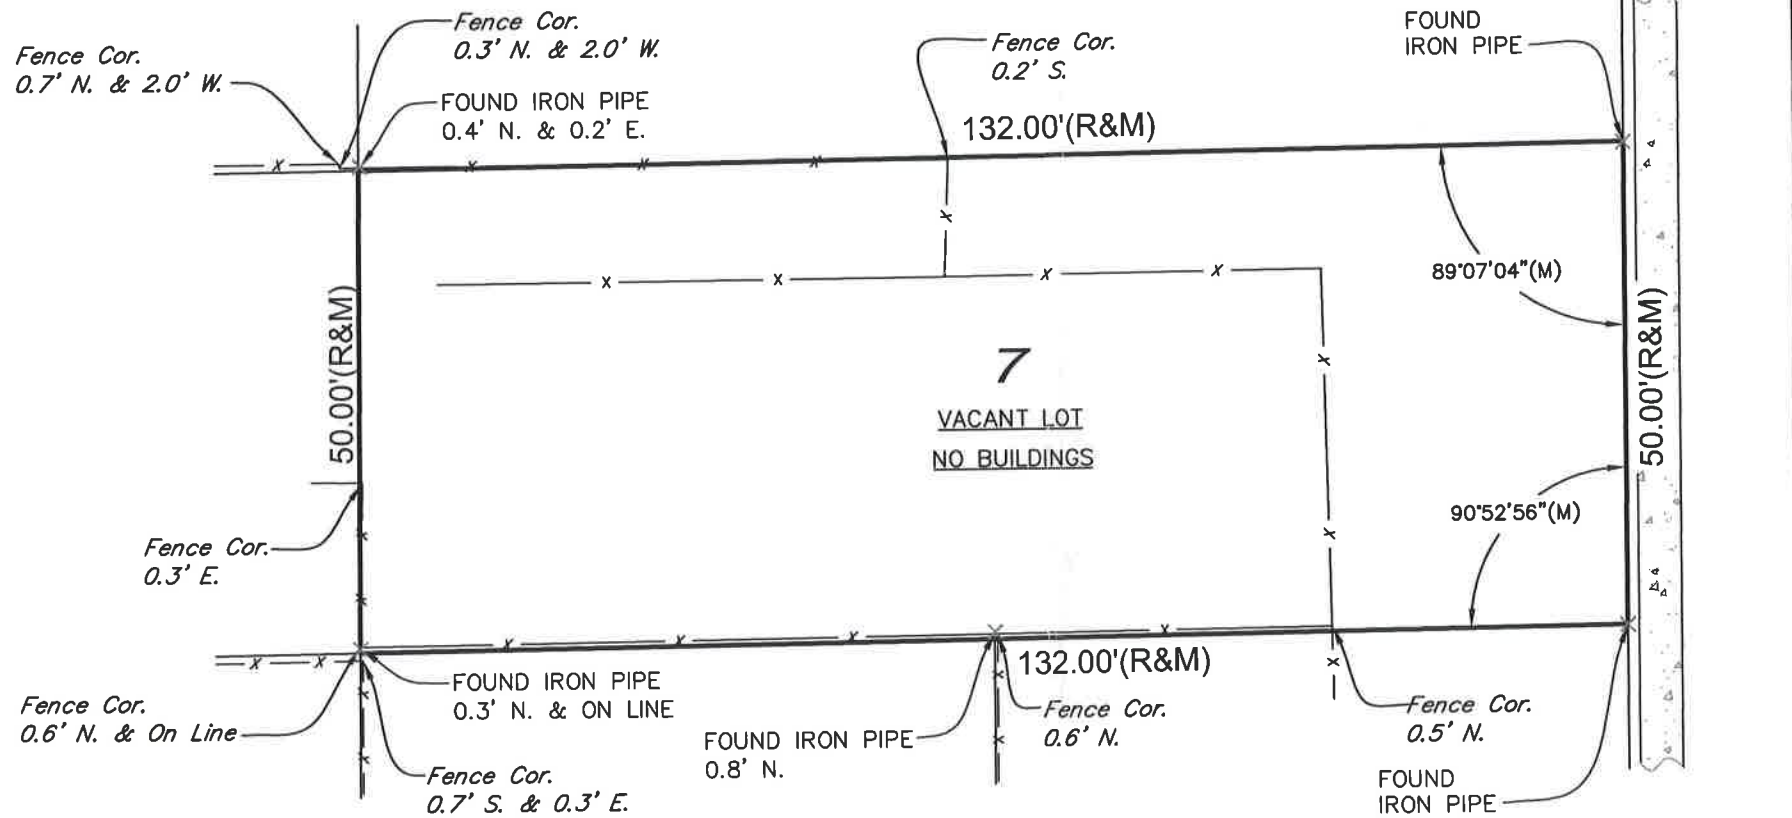 Fence Cor.
0.7' N. & 2.0' W.
Fence Cor.
0.3' N. & 2.0' W.
FOUND IRON PIPE
0.4' N. & 0.2' E.
Fence Cor.
0.2' S.
132.00'(R&M)
FOUND
IRON PIPE
89°07'04"(M)
50.00'(R&M)
50.00'(R&M)
7
VACANT LOT
NO BUILDINGS
90°52'56"(M)
Fence Cor.
0.3' E.
132.00'(R&M)
FOUND IRON PIPE
0.3' N. & ON LINE
Fence Cor.
0.6' N. & On Line
FOUND IRON PIPE
0.8' N.
Fence Cor.
0.6' N.
Fence Cor.
0.5' N.
Fence Cor.
0.7' S. & 0.3' E.
FOUND
IRON PIPE